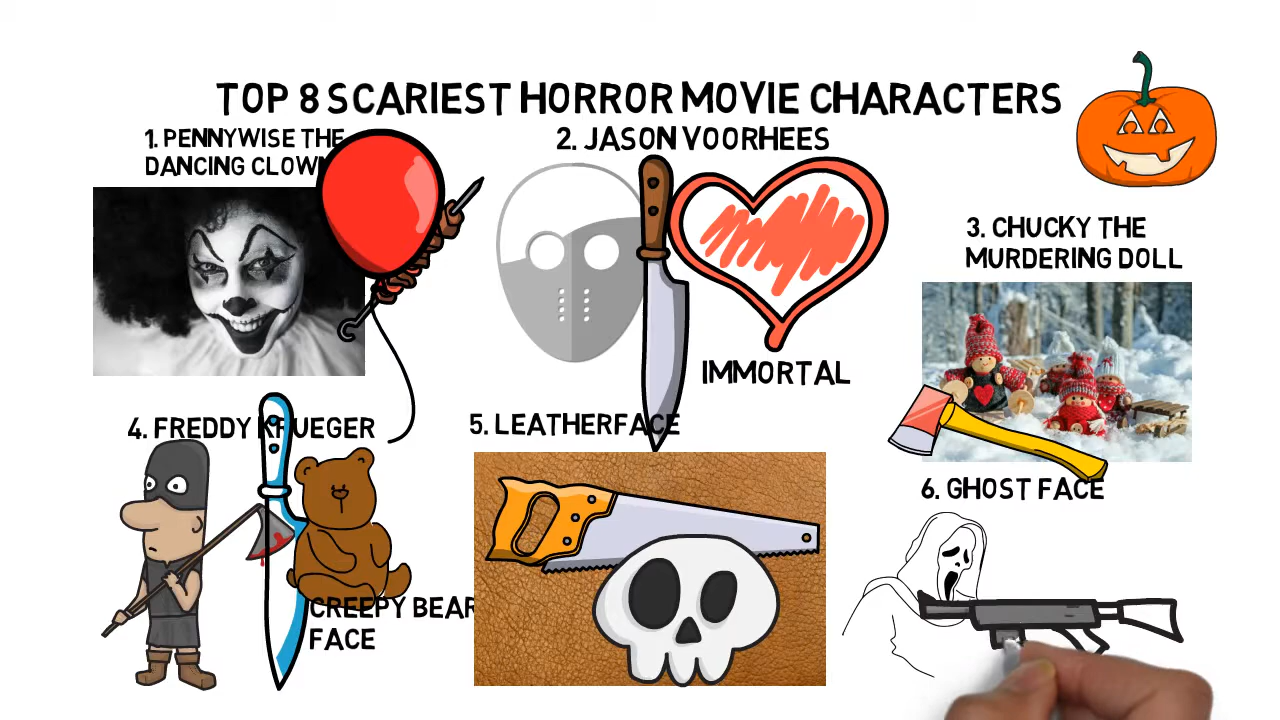 TOP 8 SCARIEST HORROR MOVIE CHARACTERS
1. PENNYWISE THE
DANCING CLOWN
2. JASON VOORHEES
IMMORTAL
3. CHUCKY THE
MURDERING DOLL
4. FREDDY KRUEGER
CREEPY BEAR
FACE
5. LEATHERFACE
6. GHOST FACE